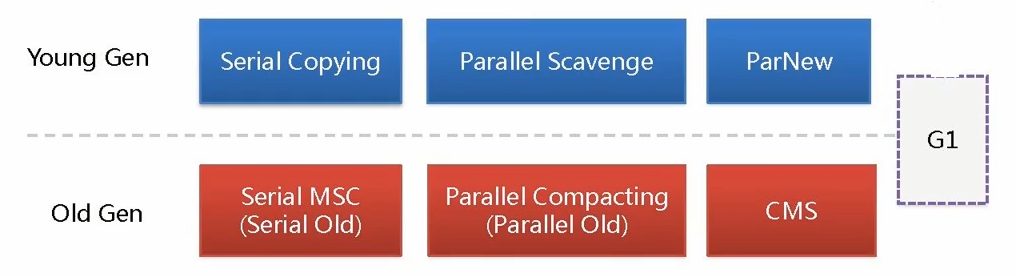 Young Gen
Serial Copying
Parallel Scavenge
ParNew
G1
Old Gen
Serial MSC
(Serial Old)
Parallel Compacting
(Parallel Old)
CMS